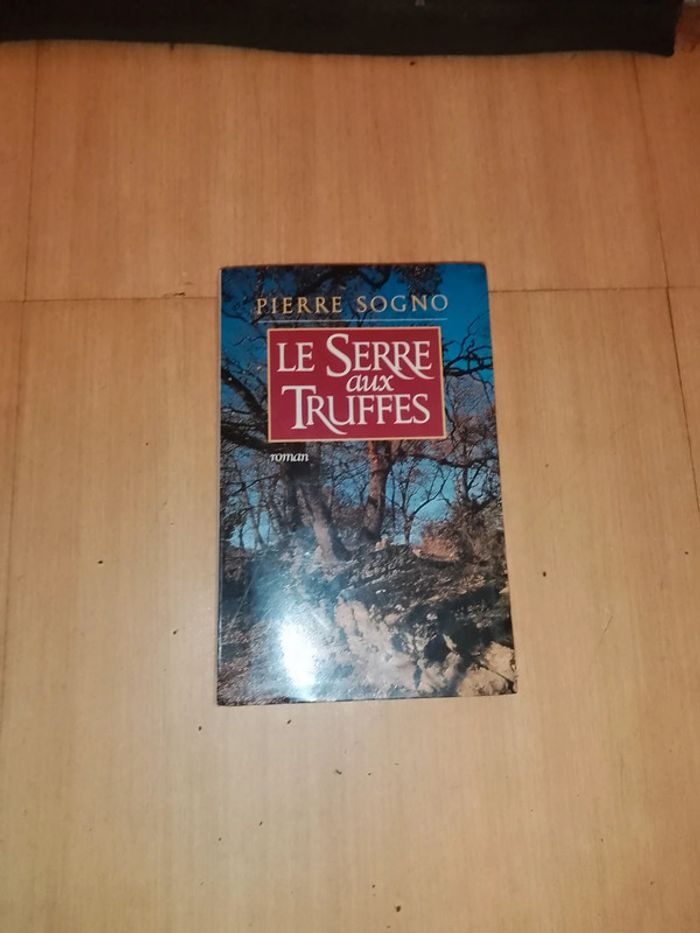 PIERRE SOGNO
LE SERRE
aux
TRUFFES
roman